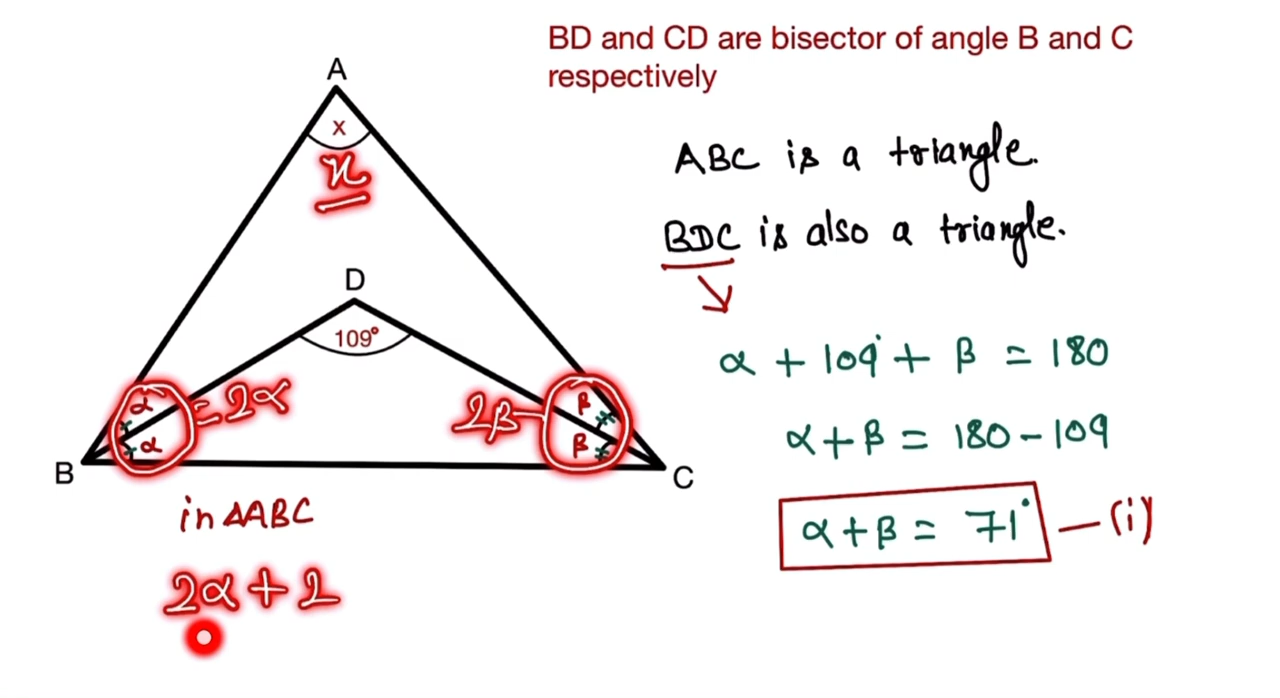 BD and CD are bisector of angle B and C
respectively
A
x
x
ABC is a triangle.
BDC is also a triangle.
D
109°
α + 109° + β = 180
α
= 2α
2β
β
α
β
α + β = 180 - 109
B
C
in ΔABC
α + β = 71° — (i)
2α + 2